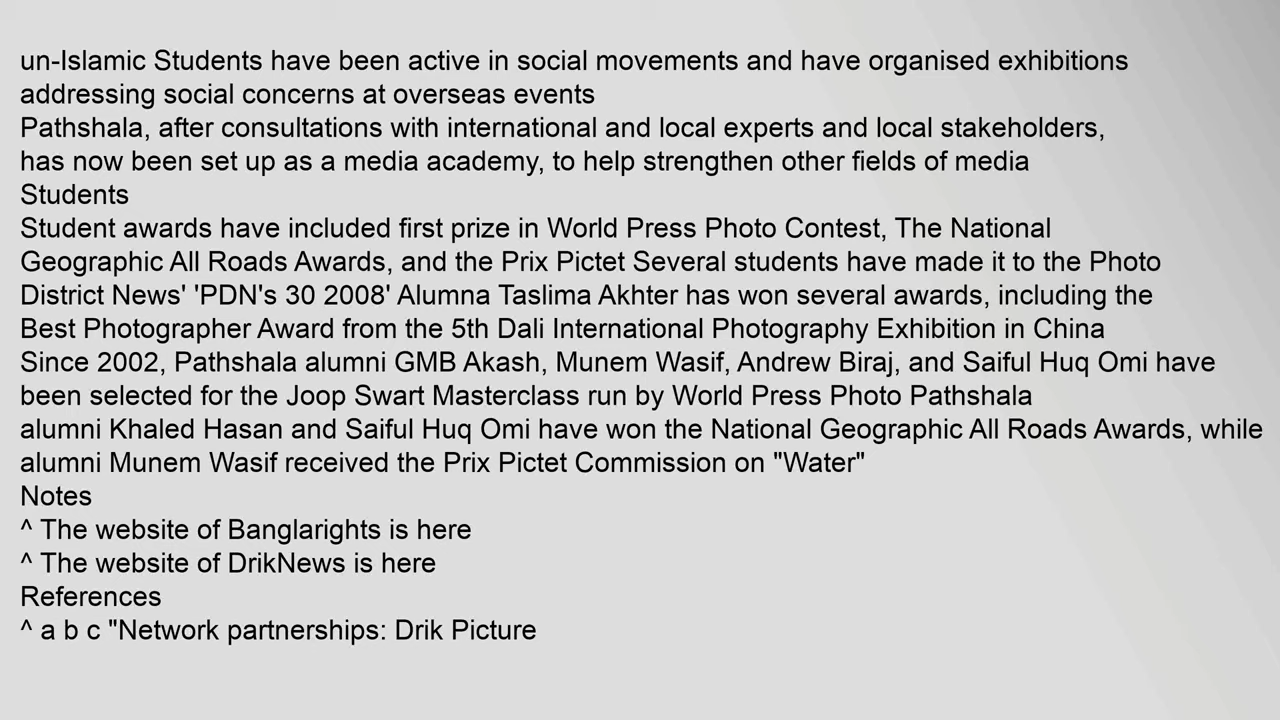 un-Islamic Students have been active in social movements and have organised exhibitions
addressing social concerns at overseas events
Pathshala, after consultations with international and local experts and local stakeholders,
has now been set up as a media academy, to help strengthen other fields of media
Students
Student awards have included first prize in World Press Photo Contest, The National
Geographic All Roads Awards, and the Prix Pictet Several students have made it to the Photo
District News' 'PDN's 30 2008' Alumna Taslima Akhter has won several awards, including the
Best Photographer Award from the 5th Dali International Photography Exhibition in China
Since 2002, Pathshala alumni GMB Akash, Munem Wasif, Andrew Biraj, and Saiful Huq Omi have
been selected for the Joop Swart Masterclass run by World Press Photo Pathshala
alumni Khaled Hasan and Saiful Huq Omi have won the National Geographic All Roads Awards, while
alumni Munem Wasif received the Prix Pictet Commission on "Water"
Notes
^ The website of Banglarights is here
^ The website of DrikNews is here
References
^ a b c "Network partnerships: Drik Picture